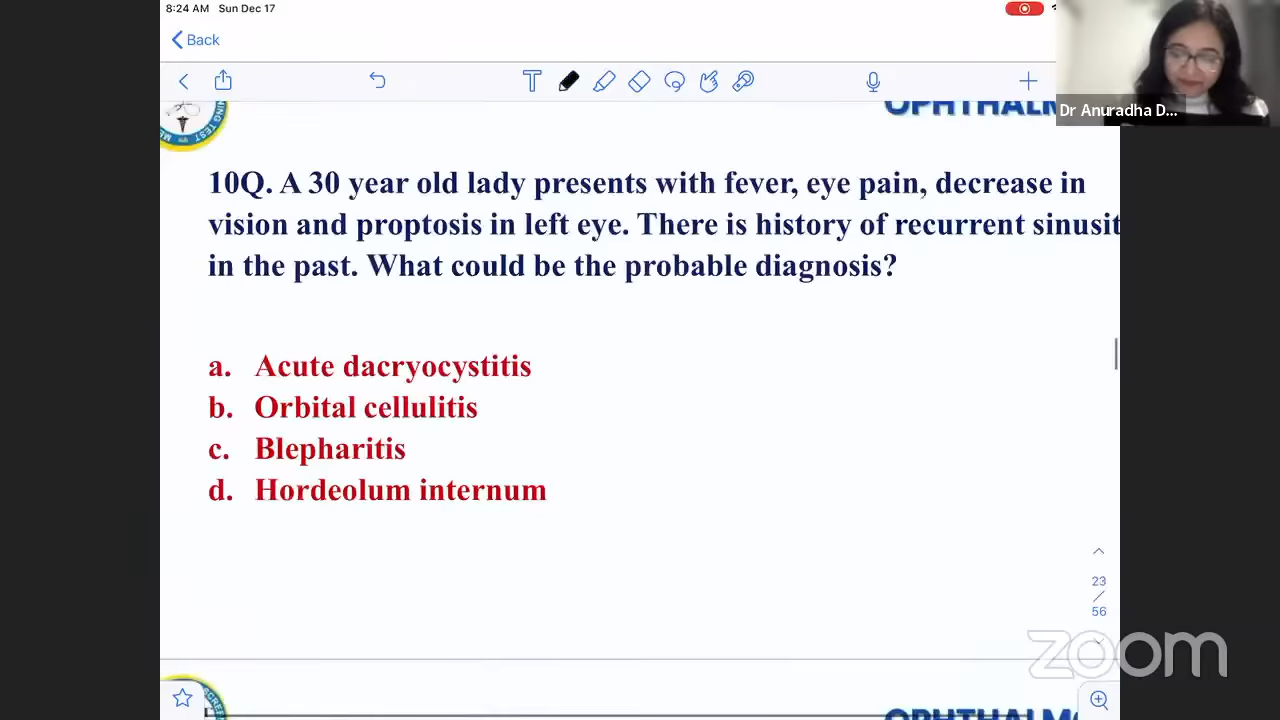 8:24 AM Sun Dec 17
Back
Dr Anuradha D...
10Q. A 30 year old lady presents with fever, eye pain, decrease in
vision and proptosis in left eye. There is history of recurrent sinusit
in the past. What could be the probable diagnosis?
a. Acute dacryocystitis
b. Orbital cellulitis
c. Blepharitis
d. Hordeolum internum
23
/
56
zoom